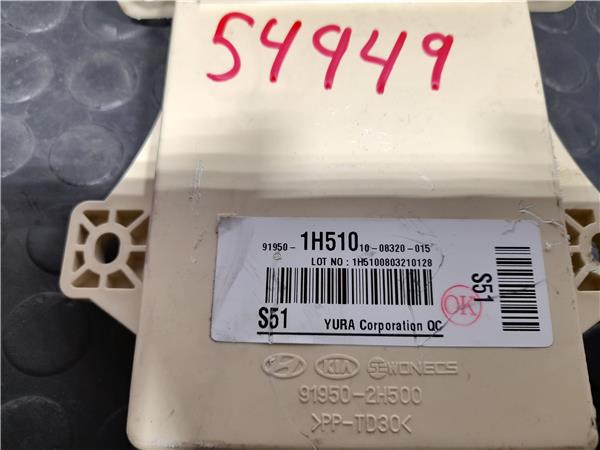 54949
91950- 1H510 10-08320-015
LOT NO : 1H5100803210128
S51 YURA Corporation QC
S51
OK
KIA WONECS
91950-2H500
>PP-TD30<